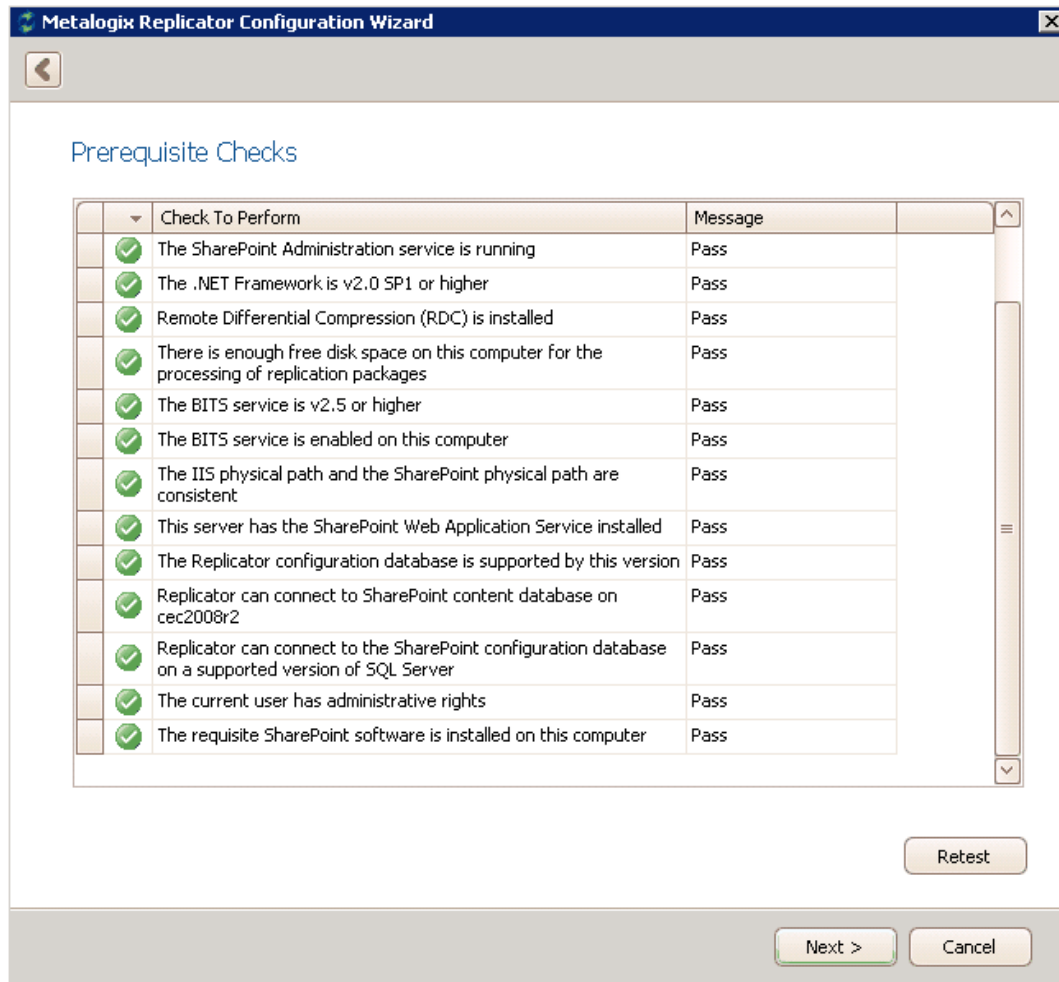 Metalogix Replicator Configuration Wizard
Prerequisite Checks
Check To Perform Message
The SharePoint Administration service is running Pass
The .NET Framework is v2.0 SP1 or higher Pass
Remote Differential Compression (RDC) is installed Pass
There is enough free disk space on this computer for the Pass
processing of replication packages
The BITS service is v2.5 or higher Pass
The BITS service is enabled on this computer Pass
The IIS physical path and the SharePoint physical path are Pass
consistent
This server has the SharePoint Web Application Service installed Pass
The Replicator configuration database is supported by this version Pass
Replicator can connect to SharePoint content database on Pass
cec2008r2
Replicator can connect to the SharePoint configuration database Pass
on a supported version of SQL Server
The current user has administrative rights Pass
The requisite SharePoint software is installed on this computer Pass
Retest
Next > Cancel